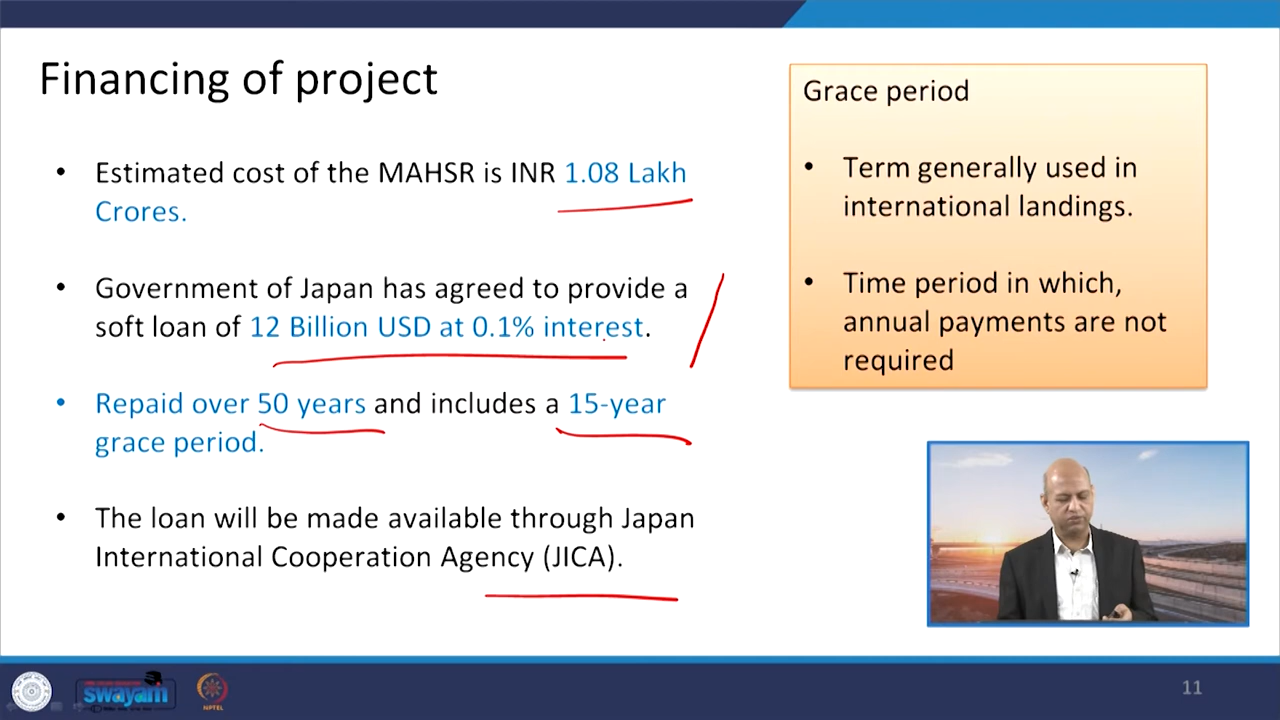 Financing of project
• Estimated cost of the MAHSR is INR 1.08 Lakh
Crores.
• Government of Japan has agreed to provide a
soft loan of 12 Billion USD at 0.1% interest.
• Repaid over 50 years and includes a 15-year
grace period.
• The loan will be made available through Japan
International Cooperation Agency (JICA).
Grace period
• Term generally used in
international landings.
• Time period in which,
annual payments are not
required
swayam
NPTEL
11